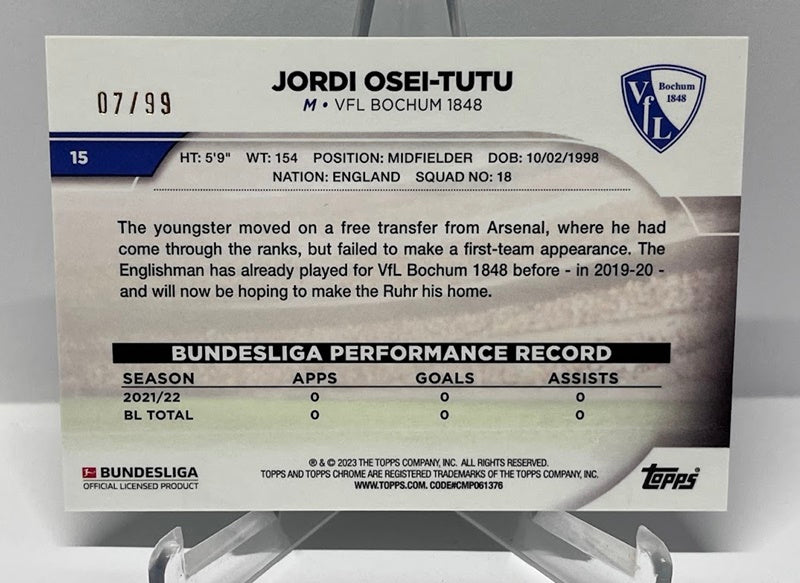 07/99
JORDI OSEI-TUTU
M • VFL BOCHUM 1848
VfL Bochum 1848
15
HT: 5'9" WT: 154 POSITION: MIDFIELDER DOB: 10/02/1998
NATION: ENGLAND SQUAD NO: 18
The youngster moved on a free transfer from Arsenal, where he had
come through the ranks, but failed to make a first-team appearance. The
Englishman has already played for VfL Bochum 1848 before - in 2019-20 -
and will now be hoping to make the Ruhr his home.
BUNDESLIGA PERFORMANCE RECORD
SEASON APPS GOALS ASSISTS
2021/22 0 0 0
BL TOTAL 0 0 0
BUNDESLIGA
OFFICIAL LICENSED PRODUCT
® & © 2023 THE TOPPS COMPANY, INC. ALL RIGHTS RESERVED.
TOPPS AND TOPPS CHROME ARE REGISTERED TRADEMARKS OF THE TOPPS COMPANY, INC.
WWW.TOPPS.COM. CODE#CMP061376
Topps®